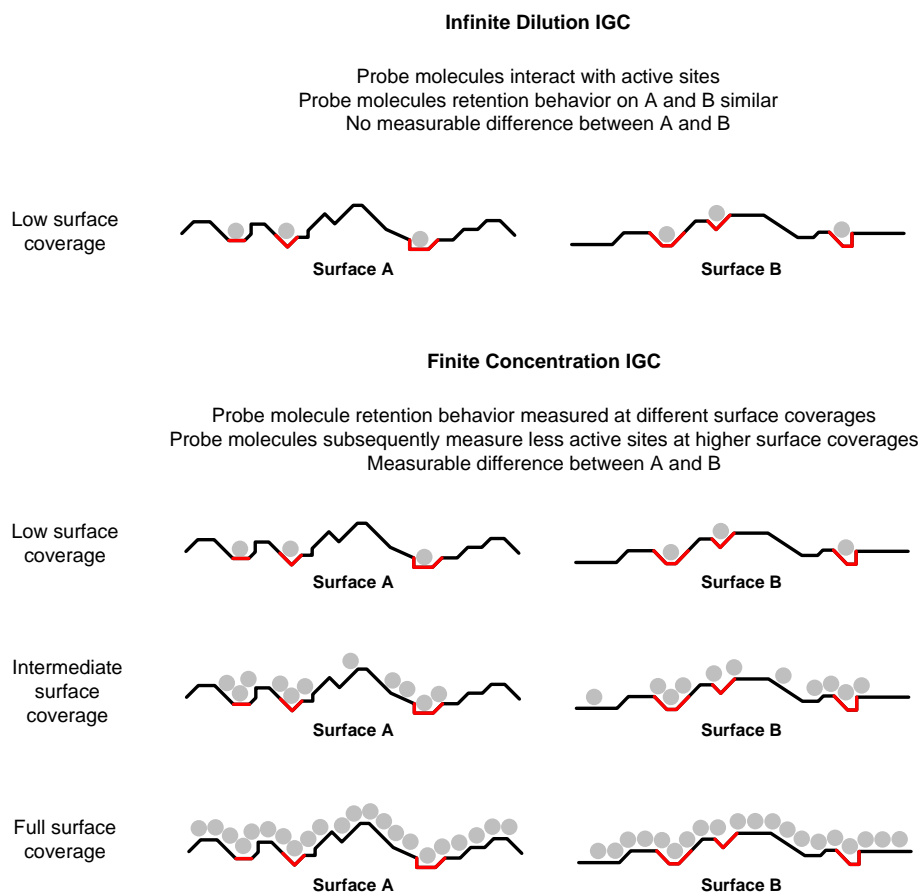 Infinite Dilution IGC
Probe molecules interact with active sites
Probe molecules retention behavior on A and B similar
No measurable difference between A and B
Low surface
coverage
Surface A
Surface B
Finite Concentration IGC
Probe molecule retention behavior measured at different surface coverages
Probe molecules subsequently measure less active sites at higher surface coverages
Measurable difference between A and B
Low surface
coverage
Surface A
Surface B
Intermediate
surface
coverage
Surface A
Surface B
Full surface
coverage
Surface A
Surface B